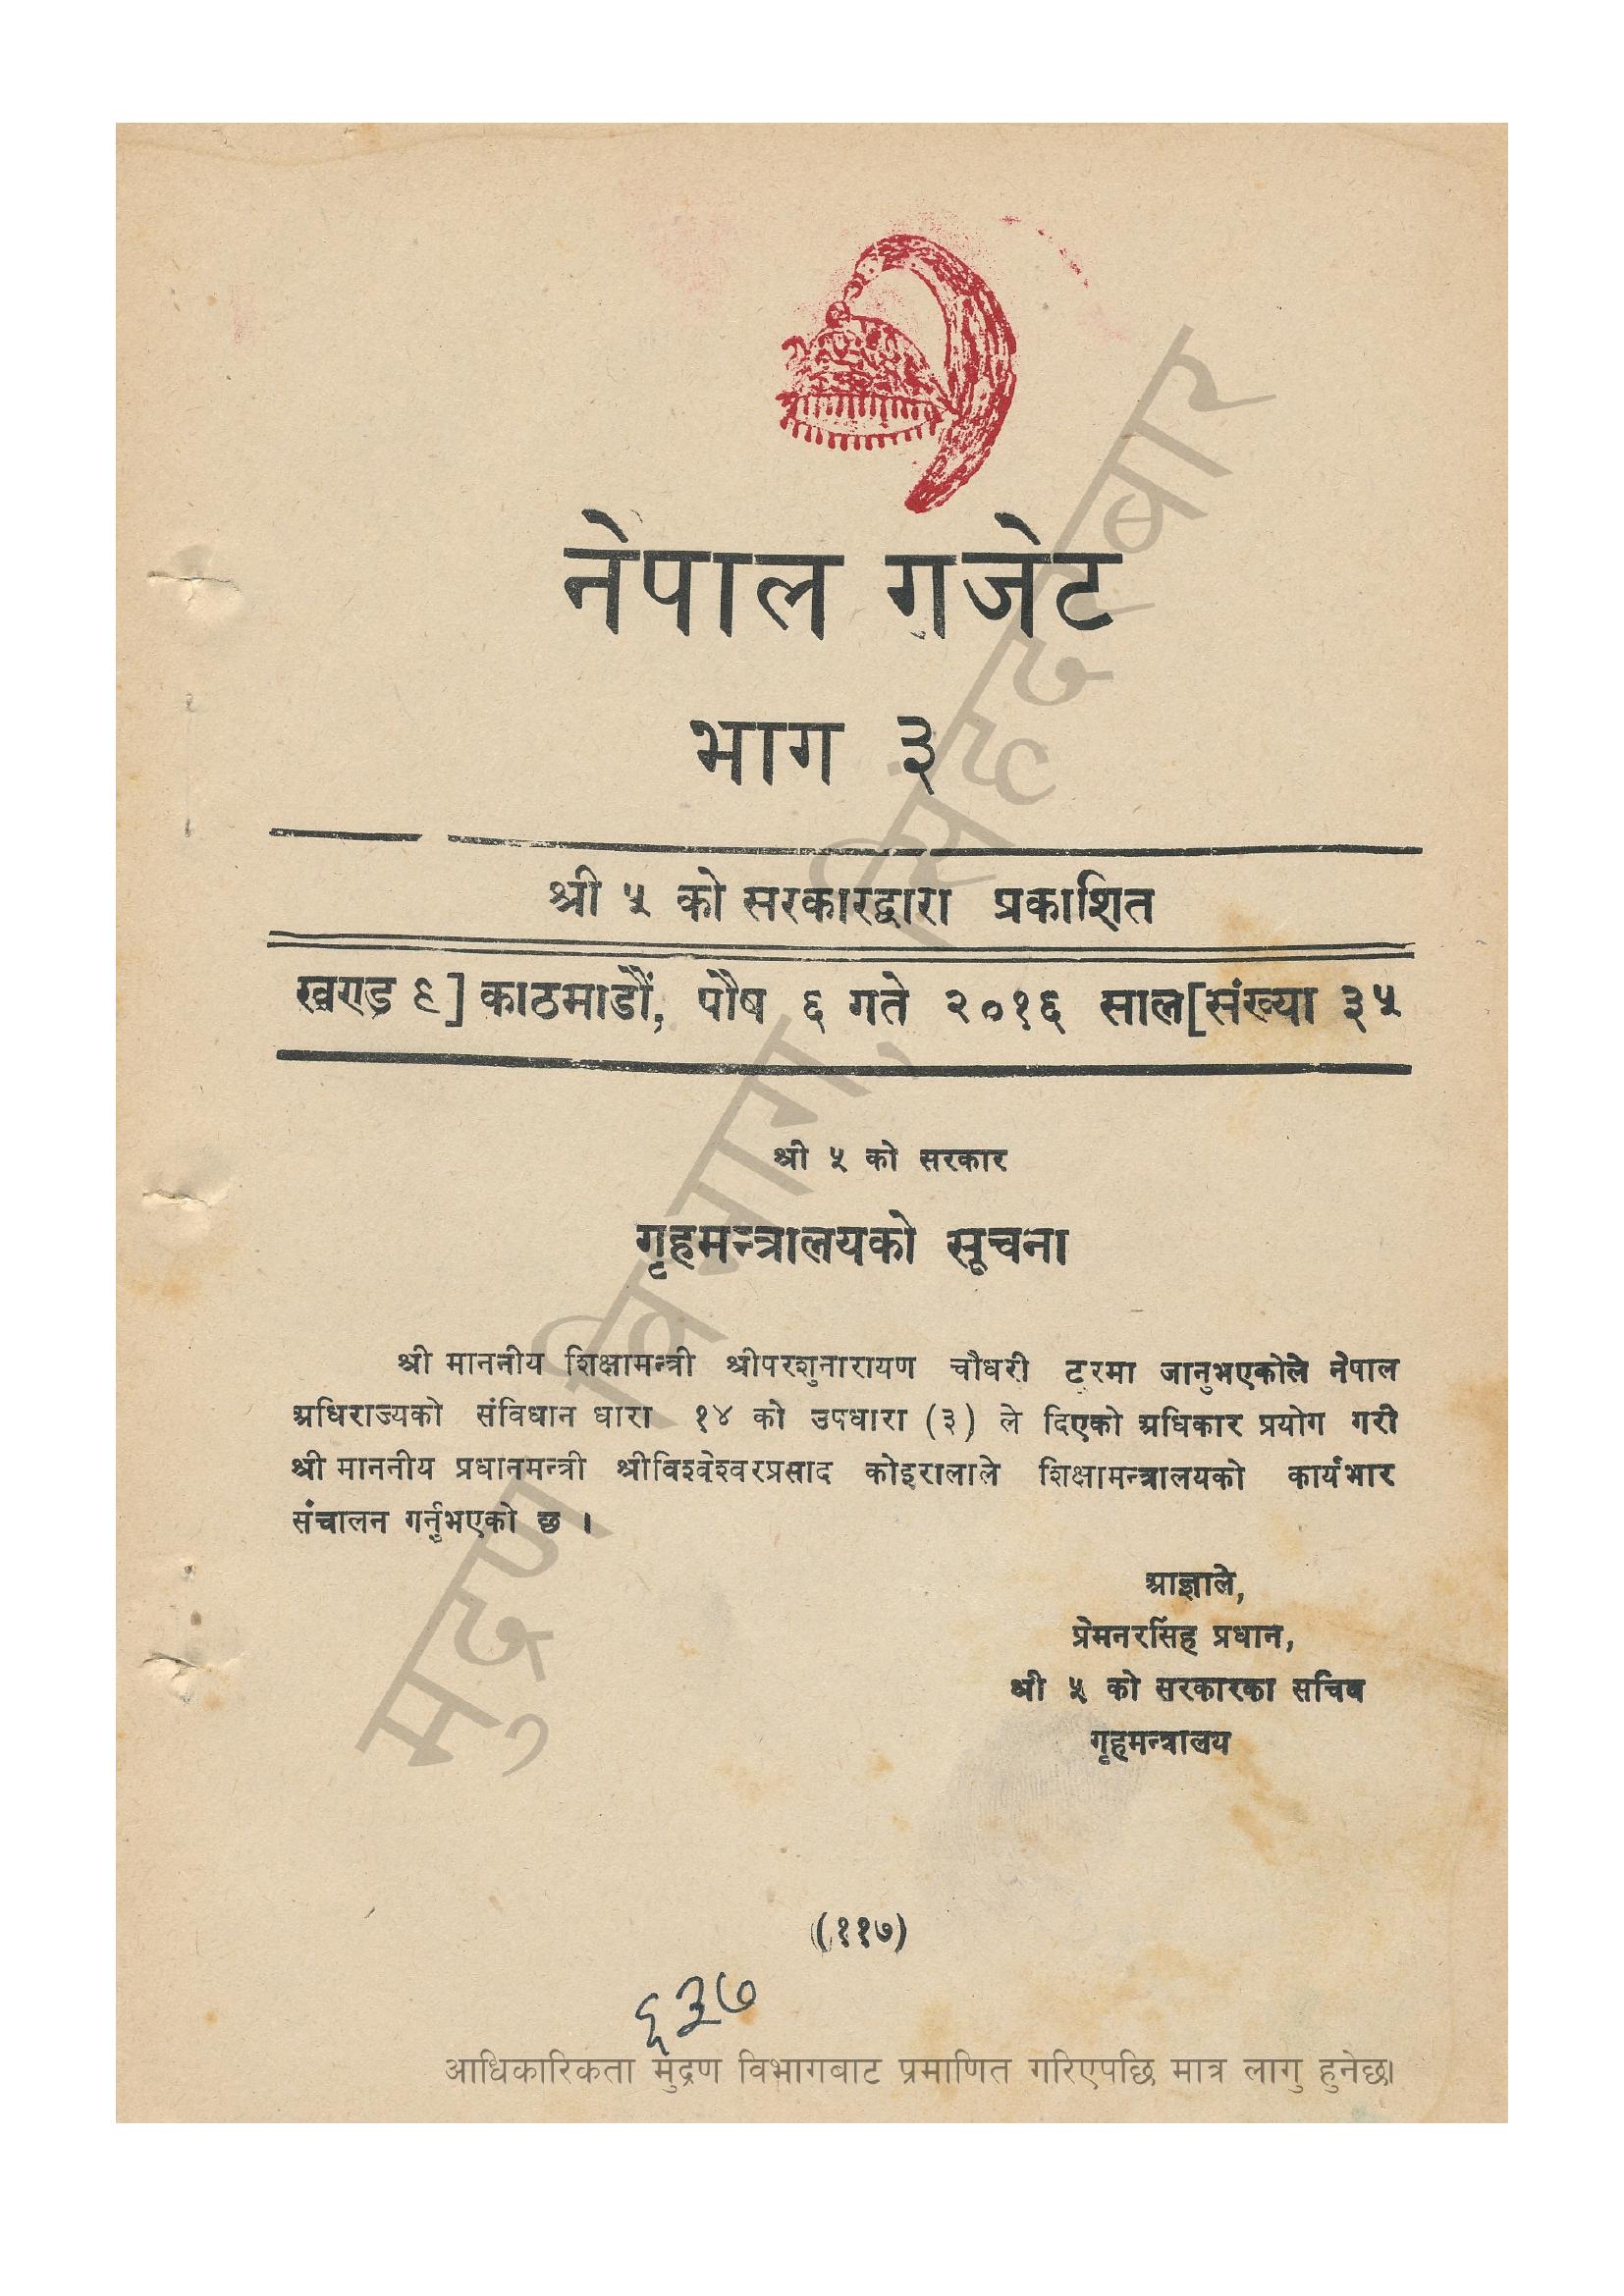 नेपाल गजेट
भाग ३
श्री ५ को सरकारद्वारा प्रकाशित
खण्ड ९] काठमाडौं, पौष ६ गते २०१६ साल [संख्या ३५
श्री ५ को सरकार
गृहमन्त्रालयको सूचना
श्री माननीय शिक्षामन्त्री श्रीपरशुनारायण चौधरी टुरमा जानुभएकोले नेपाल
अधिराज्यको संविधान धारा १४ को उपधारा (३) ले दिएको अधिकार प्रयोग गरी
श्री माननीय प्रधानमन्त्री श्रीविश्वेश्वरप्रसाद कोइरालाले शिक्षामन्त्रालयको कार्यभार
संचालन गर्नुभएको छ ।
आज्ञाले,
प्रेमनरसिंह प्रधान,
श्री ५ को सरकारका सचिव
गृहमन्त्रालय
(११७)
६३७
मुद्रण विभाग, सिंहदरबार
आधिकारिकता मुद्रण विभागबाट प्रमाणित गरिएपछि मात्र लागु हुनेछ।